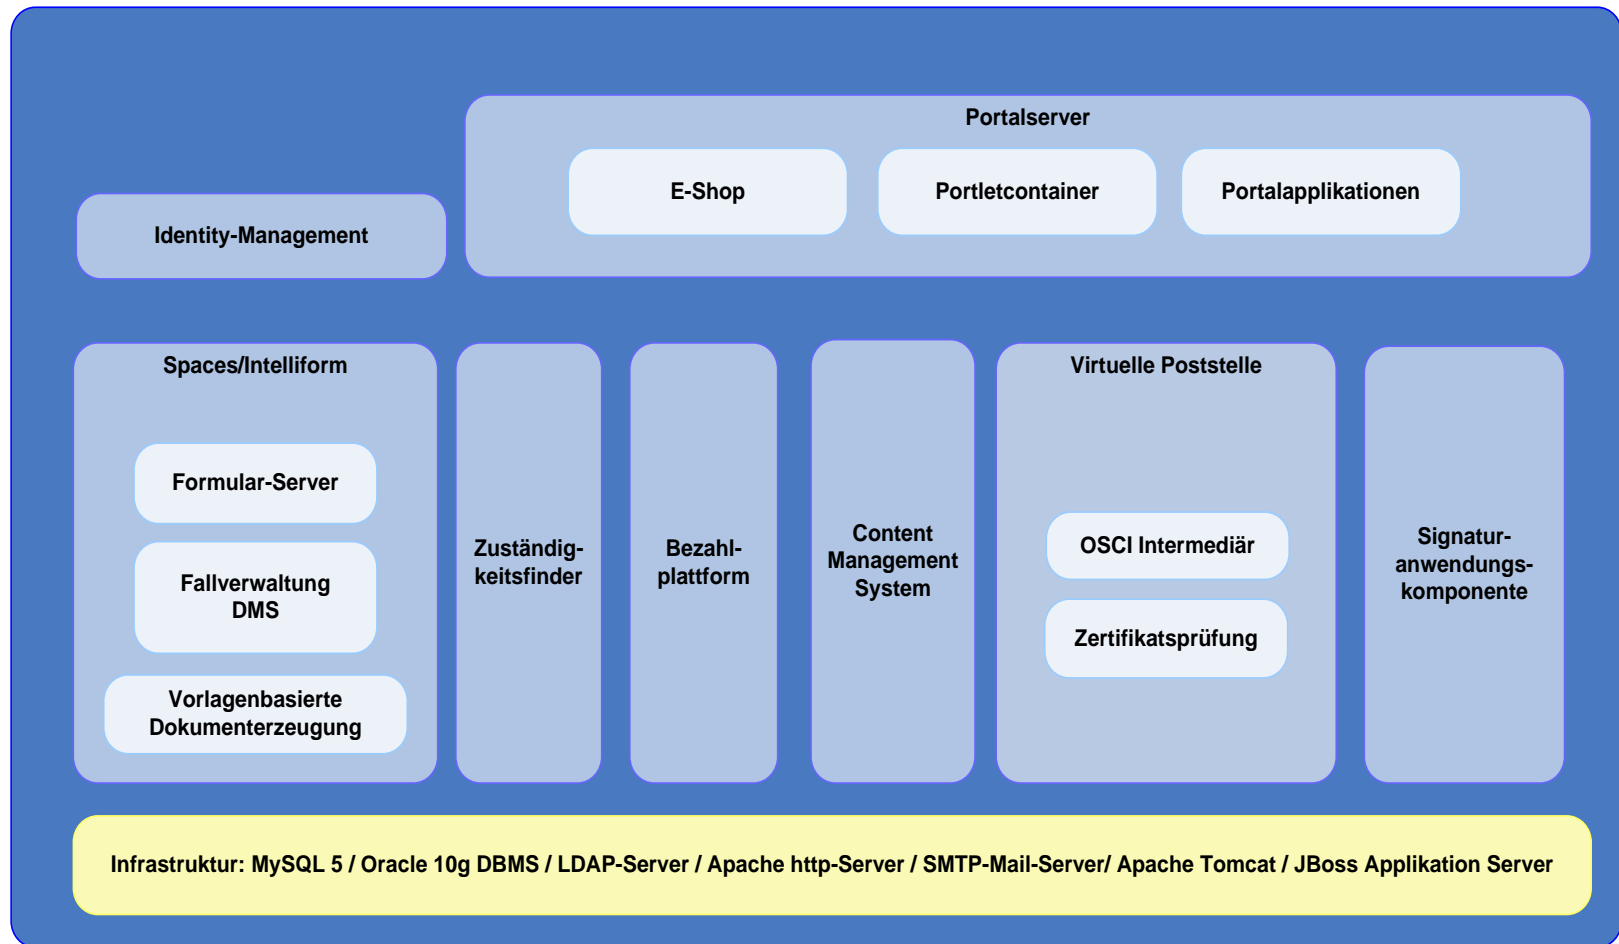 Portalserver
E-Shop
Portletcontainer
Portalapplikationen
Identity-Management
Spaces/Intelliform
Formular-Server
Fallverwaltung
DMS
Vorlagenbasierte
Dokumenterzeugung
Zuständig-
keitsfinder
Bezahl-
plattform
Content
Management
System
Virtuelle Poststelle
OSCI Intermediär
Zertifikatsprüfung
Signatur-
anwendungs-
komponente
Infrastruktur: MySQL 5 / Oracle 10g DBMS / LDAP-Server / Apache http-Server / SMTP-Mail-Server/ Apache Tomcat / JBoss Applikation Server